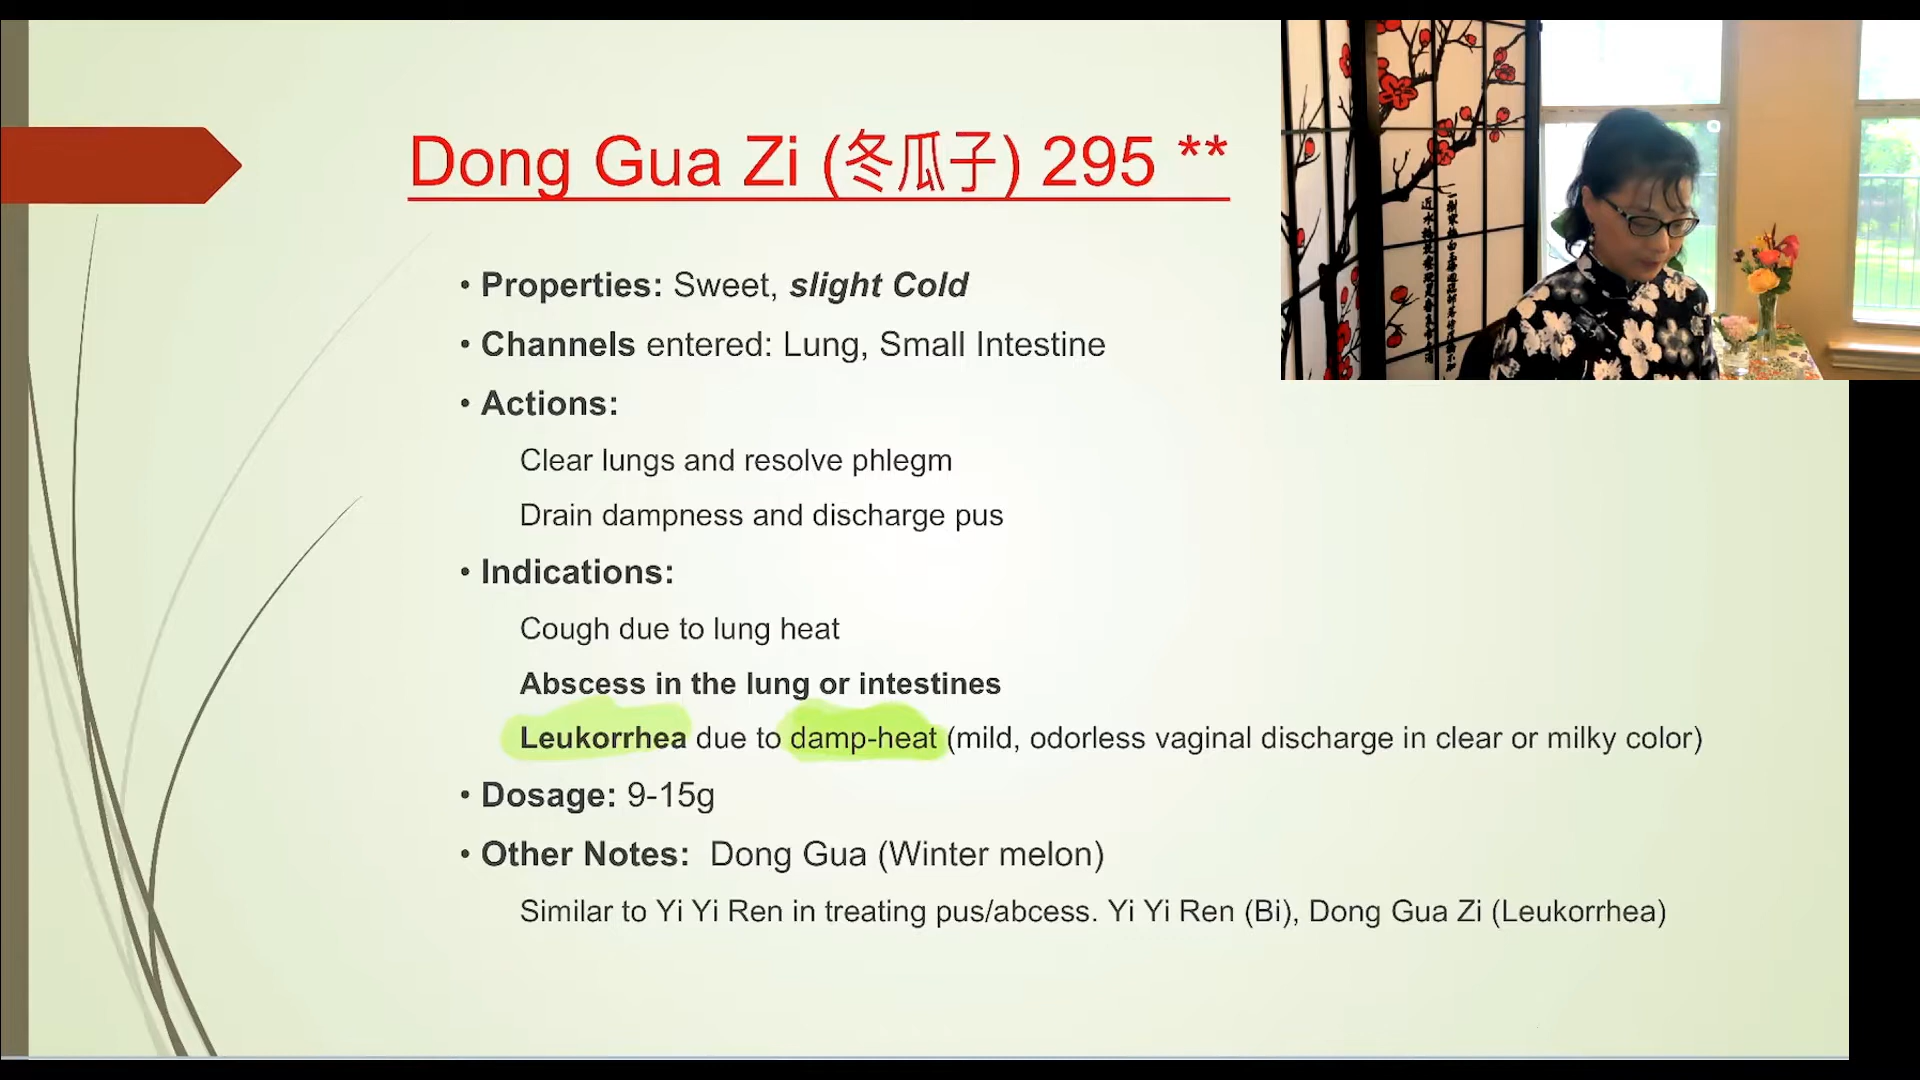 Dong Gua Zi (冬瓜子) 295 **
• Properties: Sweet, slight Cold
• Channels entered: Lung, Small Intestine
• Actions:
Clear lungs and resolve phlegm
Drain dampness and discharge pus
• Indications:
Cough due to lung heat
Abscess in the lung or intestines
Leukorrhea due to damp-heat (mild, odorless vaginal discharge in clear or milky color)
• Dosage: 9-15g
• Other Notes: Dong Gua (Winter melon)
Similar to Yi Yi Ren in treating pus/abcess. Yi Yi Ren (Bi), Dong Gua Zi (Leukorrhea)